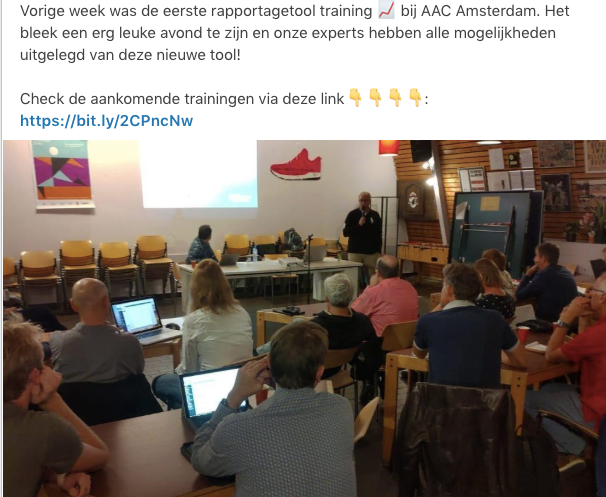 Vorige week was de eerste rapportagetool training 📈 bij AAC Amsterdam. Het
bleek een erg leuke avond te zijn en onze experts hebben alle mogelijkheden
uitgelegd van deze nieuwe tool!
Check de aankomende trainingen via deze link👇👇👇👇:
https://bit.ly/2CPncNw